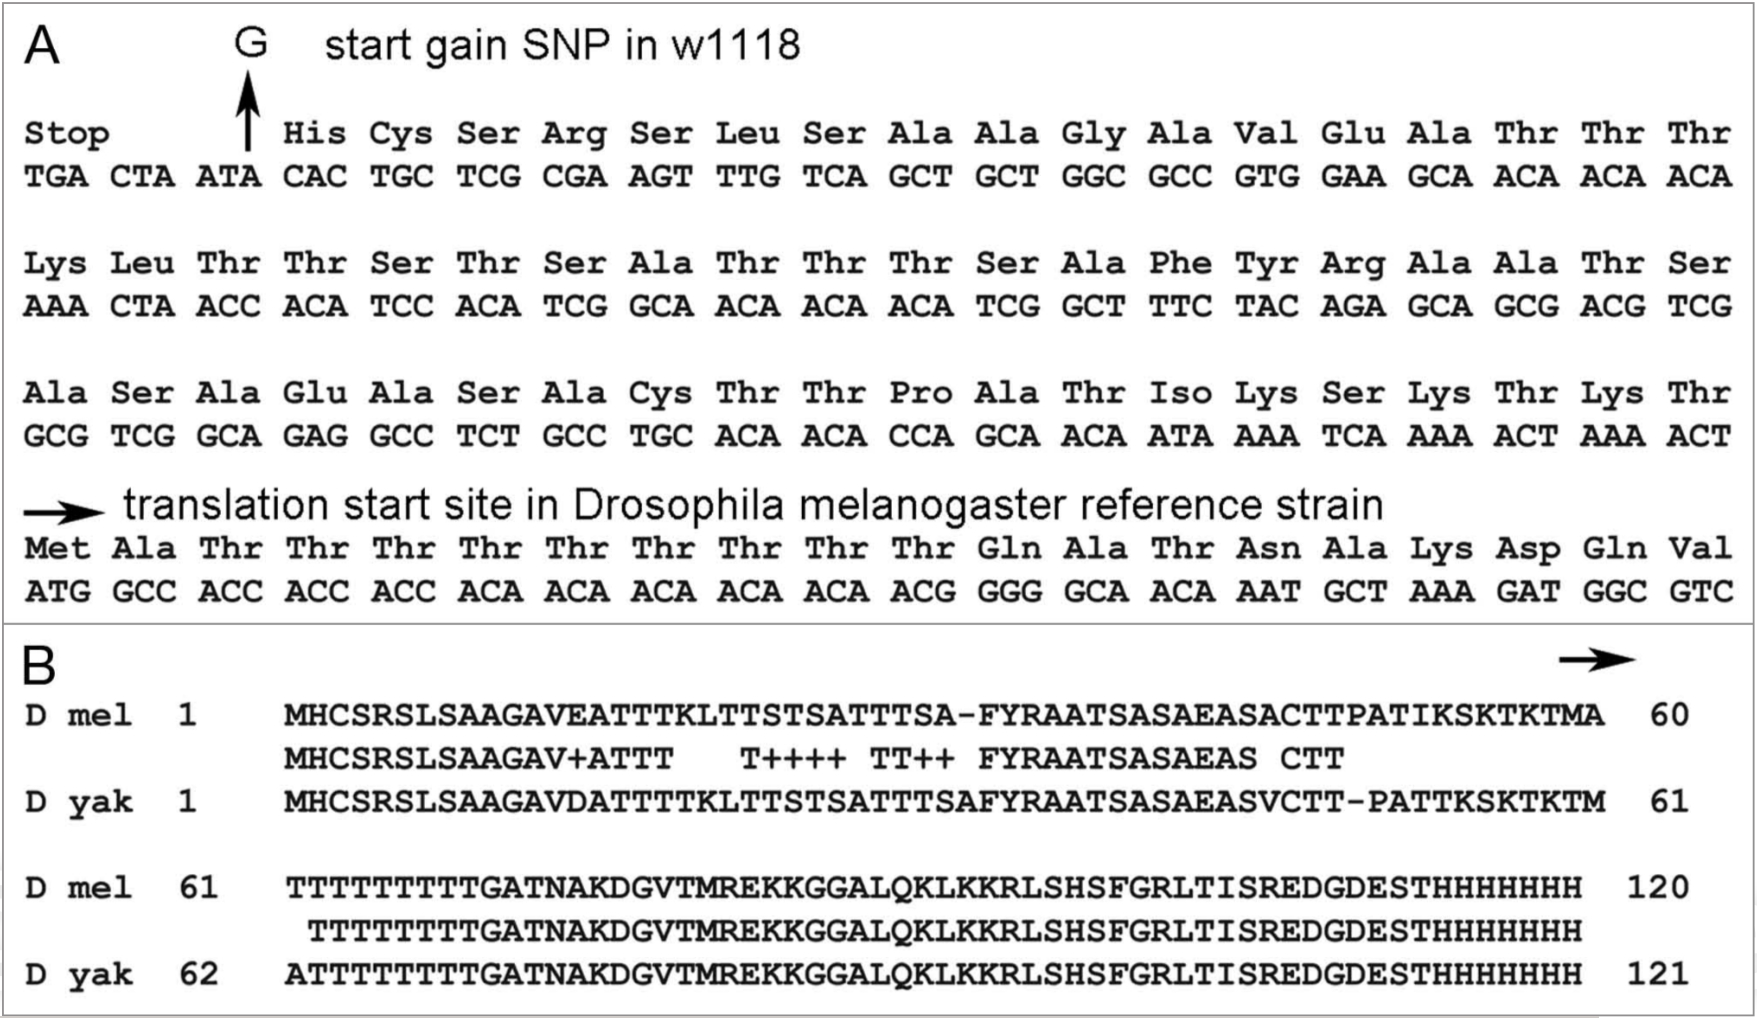 A G start gain SNP in w1118
Stop His Cys Ser Arg Ser Leu Ser Ala Ala Gly Ala Val Glu Ala Thr Thr Thr
TGA CTA ATA CAC TGC TCG CGA AGT TTG TCA GCT GCT GGC GCC GTG GAA GCA ACA ACA ACA
Lys Leu Thr Thr Ser Thr Ser Ala Thr Thr Thr Ser Ala Phe Tyr Arg Ala Ala Thr Ser
AAA CTA ACC ACA TCC ACA TCG GCA ACA ACA ACA TCG GCT TTC TAC AGA GCA GCG ACG TCG
Ala Ser Ala Glu Ala Ser Ala Cys Thr Thr Pro Ala Thr Iso Lys Ser Lys Thr Lys Thr
GCG TCG GCA GAG GCC TCT GCC TGC ACA ACA CCA GCA ACA ATA AAA TCA AAA ACT AAA ACT
translation start site in Drosophila melanogaster reference strain
Met Ala Thr Thr Thr Thr Thr Thr Thr Thr Thr Gln Ala Thr Asn Ala Lys Asp Gln Val
ATG GCC ACC ACC ACC ACA ACA ACA ACA ACA ACG GGG GCA ACA AAT GCT AAA GAT GGC GTC
B
D mel 1 MHCSRSLSAAGAVEATTTKLTTSTSATTTSA-FYRAATSASAEASACTTPATIKSKTKTMA 60
MHCSRSLSAAGAV+ATTT T++++ TT++ FYRAATSASAEAS CTT
D yak 1 MHCSRSLSAAGAVDATTTTKLTTSTSATTTSAFYRAATSASAEASVCTT-PATTKSKTKTM 61
D mel 61 TTTTTTTTTGATNAKDGVTMREKKGGALQKLKKRLSHSFGRLTISREDGDESTHHHHHHH 120
TTTTTTTTGATNAKDGVTMREKKGGALQKLKKRLSHSFGRLTISREDGDESTHHHHHHH
D yak 62 ATTTTTTTTGATNAKDGVTMREKKGGALQKLKKRLSHSFGRLTISREDGDESTHHHHHHH 121